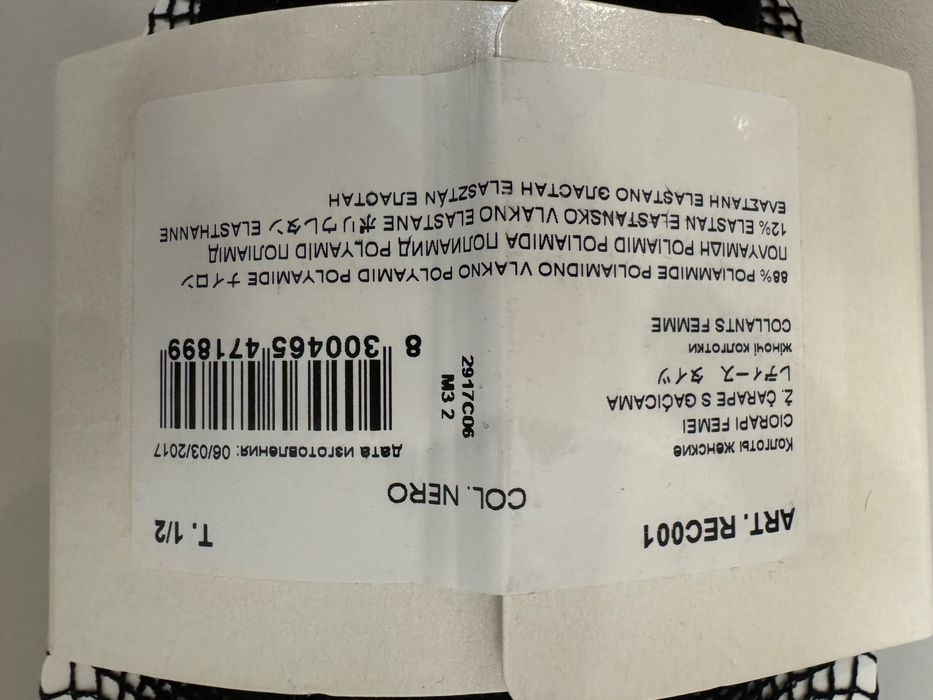 ART. REC001
T. 1/2
COL. NERO
Колготы женские
CIORAPI FEMEI
Ž. ČARAPE S GAĆICAMA
レディース タイツ
жіночі колготки
COLLANTS FEMME
дата изготовления: 06/03/2017
8 300465 471899
2917C06
M3 2
88% POLIAMMIDE POLIAMIDNO VLAKNO POLYAMID POLYAMIDE ナイロン
ΠΟΛΥΑΜΙΔΗ POLIAMID POLIAMIDA ПОЛИАМИД POLYAMID ПОЛІАМІД
12% ELASTAN ELASTANSKO VLAKNO ELASTANE ポリウレタン ELASTHANNE
ΕΛΑΣΤΑΝΗ ELASTANO ЭЛАСТАН ELASZTÁN ЕЛАСТАН